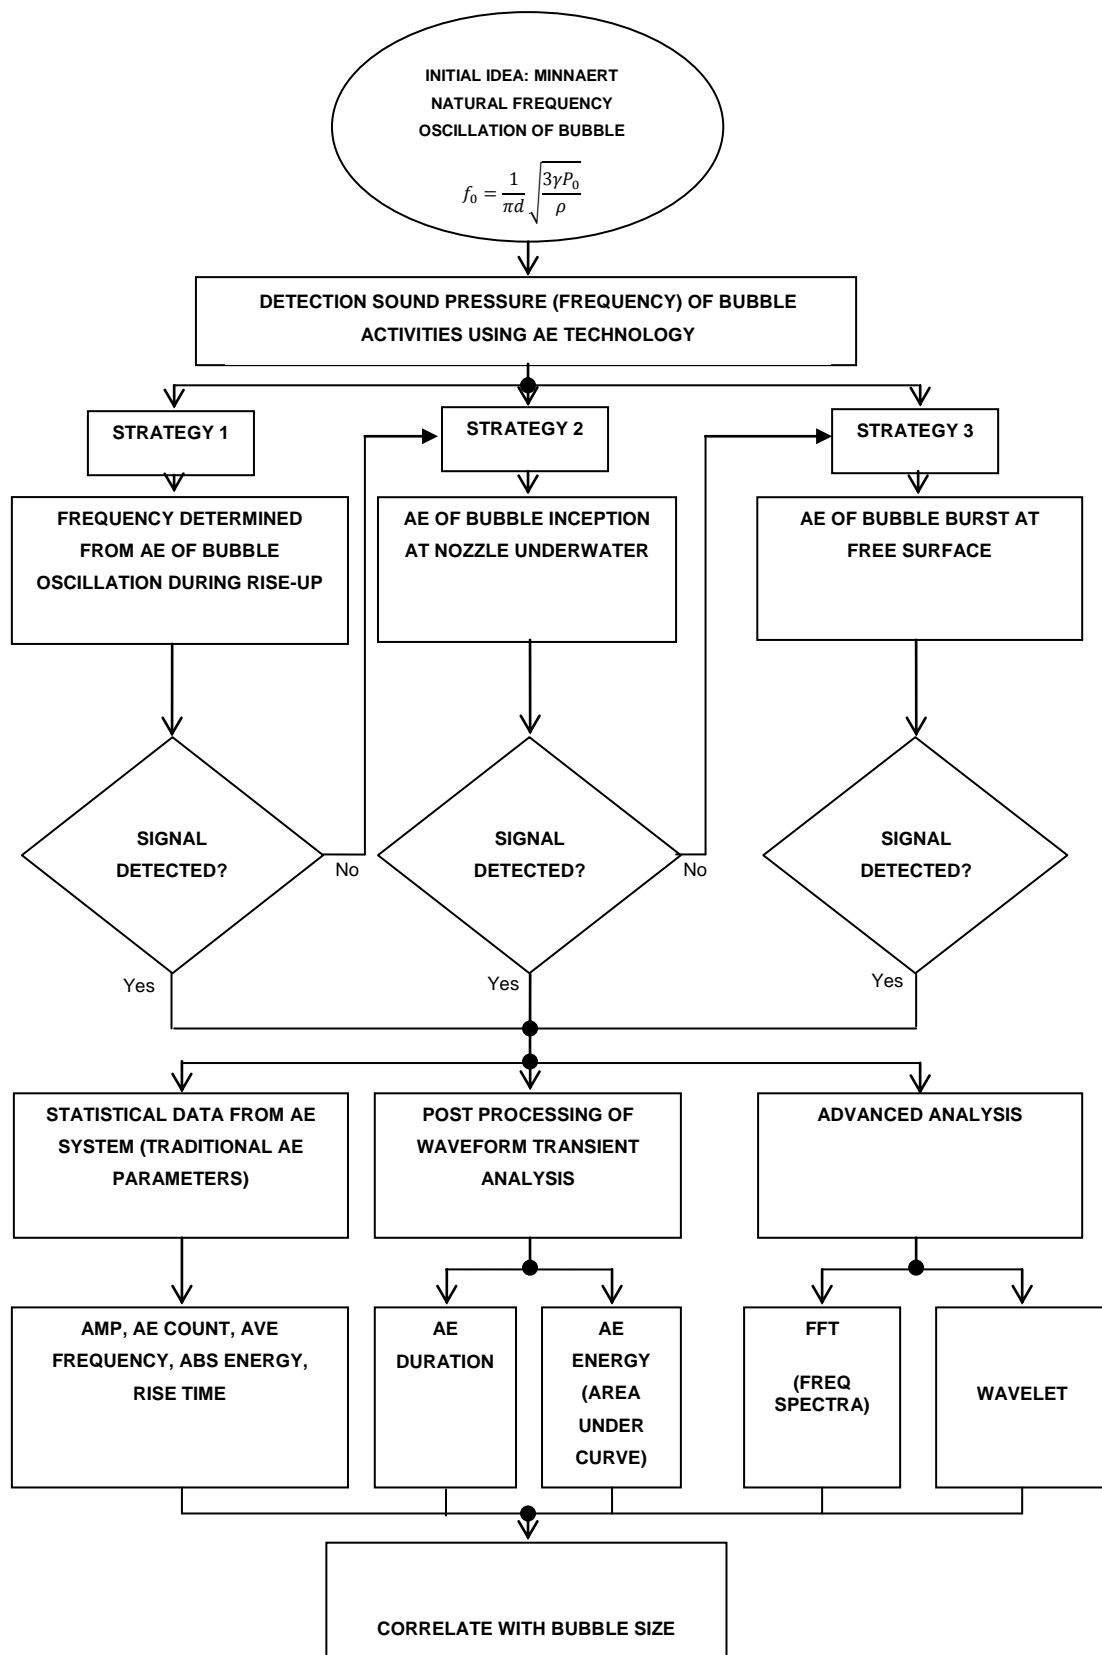 INITIAL IDEA: MINNAERT
NATURAL FREQUENCY
OSCILLATION OF BUBBLE
f₀ = 1/πd √(3γP₀/ρ)
DETECTION SOUND PRESSURE (FREQUENCY) OF BUBBLE
ACTIVITIES USING AE TECHNOLOGY
STRATEGY 1
STRATEGY 2
STRATEGY 3
FREQUENCY DETERMINED
FROM AE OF BUBBLE
OSCILLATION DURING RISE-UP
AE OF BUBBLE INCEPTION
AT NOZZLE UNDERWATER
AE OF BUBBLE BURST AT
FREE SURFACE
SIGNAL
DETECTED?
No
SIGNAL
DETECTED?
No
SIGNAL
DETECTED?
Yes
Yes
Yes
STATISTICAL DATA FROM AE
SYSTEM (TRADITIONAL AE
PARAMETERS)
POST PROCESSING OF
WAVEFORM TRANSIENT
ANALYSIS
ADVANCED ANALYSIS
AMP, AE COUNT, AVE
FREQUENCY, ABS ENERGY,
RISE TIME
AE
DURATION
AE
ENERGY
(AREA
UNDER
CURVE)
FFT
(FREQ
SPECTRA)
WAVELET
CORRELATE WITH BUBBLE SIZE